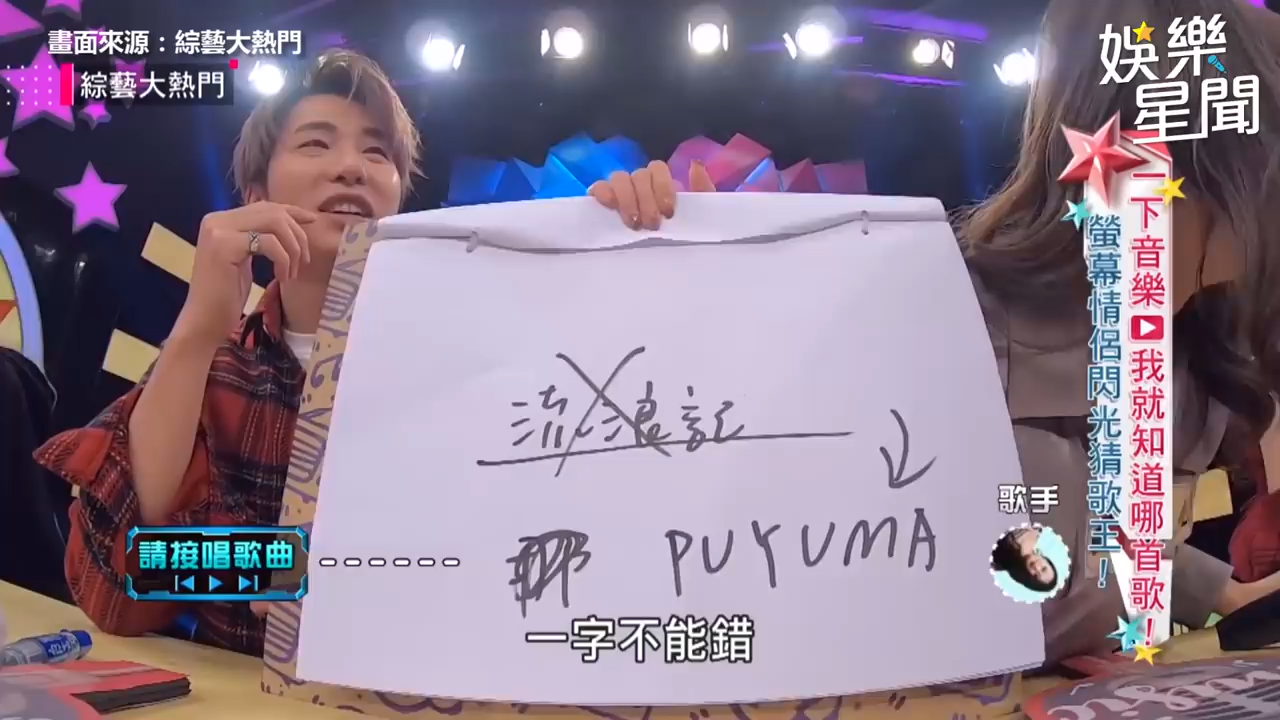 畫面來源：綜藝大熱門
綜藝大熱門
娛樂
星聞
一下音樂我就知道哪首歌！
螢幕情侶閃光猜歌王！
流浪記
PUYUMA
歌手
請接唱歌曲 ------
一字不能錯